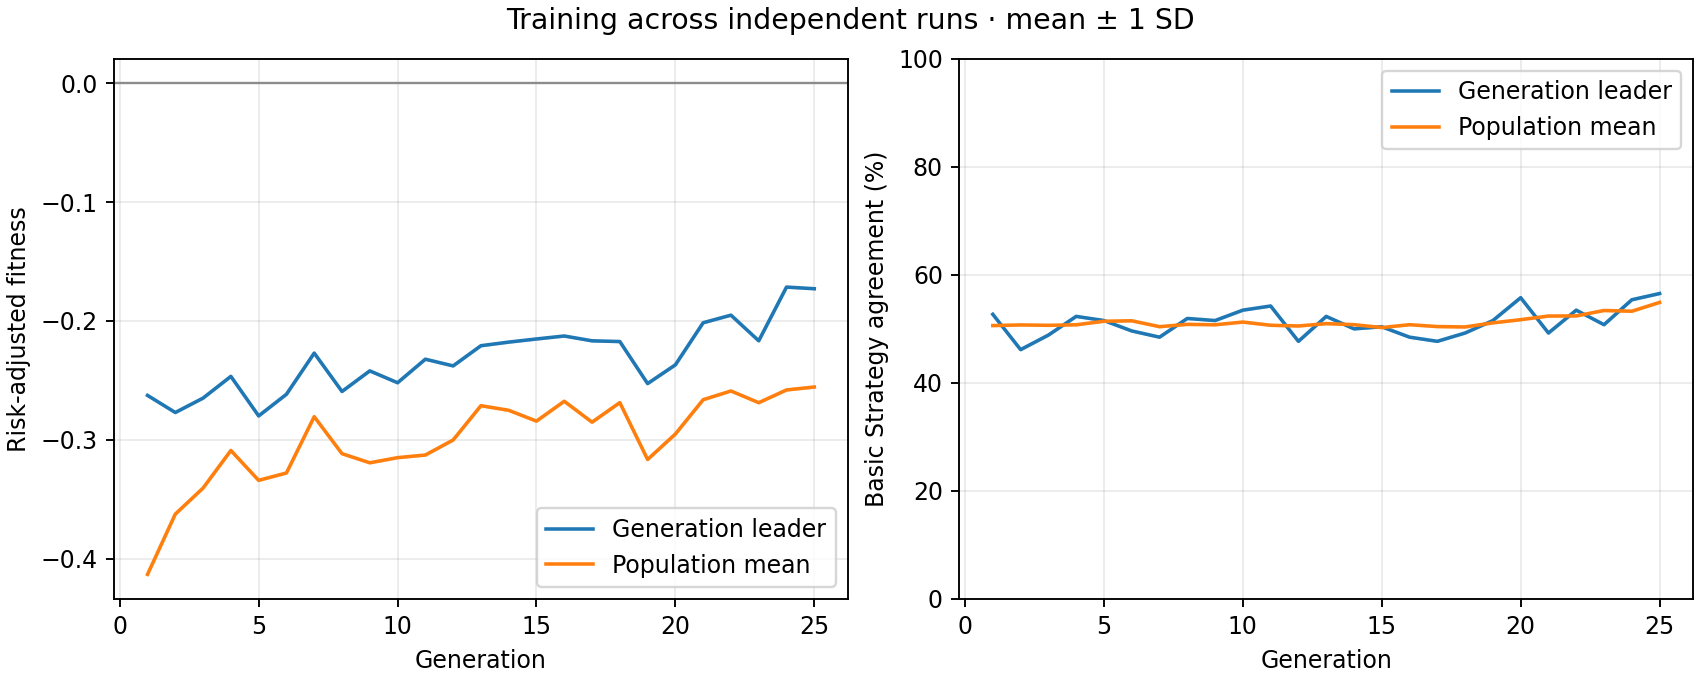 Training across independent runs · mean ± 1 SD
Risk-adjusted fitness
0.0
−0.1
−0.2
−0.3
−0.4
0
5
10
15
20
25
Generation
Generation leader
Population mean
Basic Strategy agreement (%)
100
80
60
40
20
0
0
5
10
15
20
25
Generation
Generation leader
Population mean